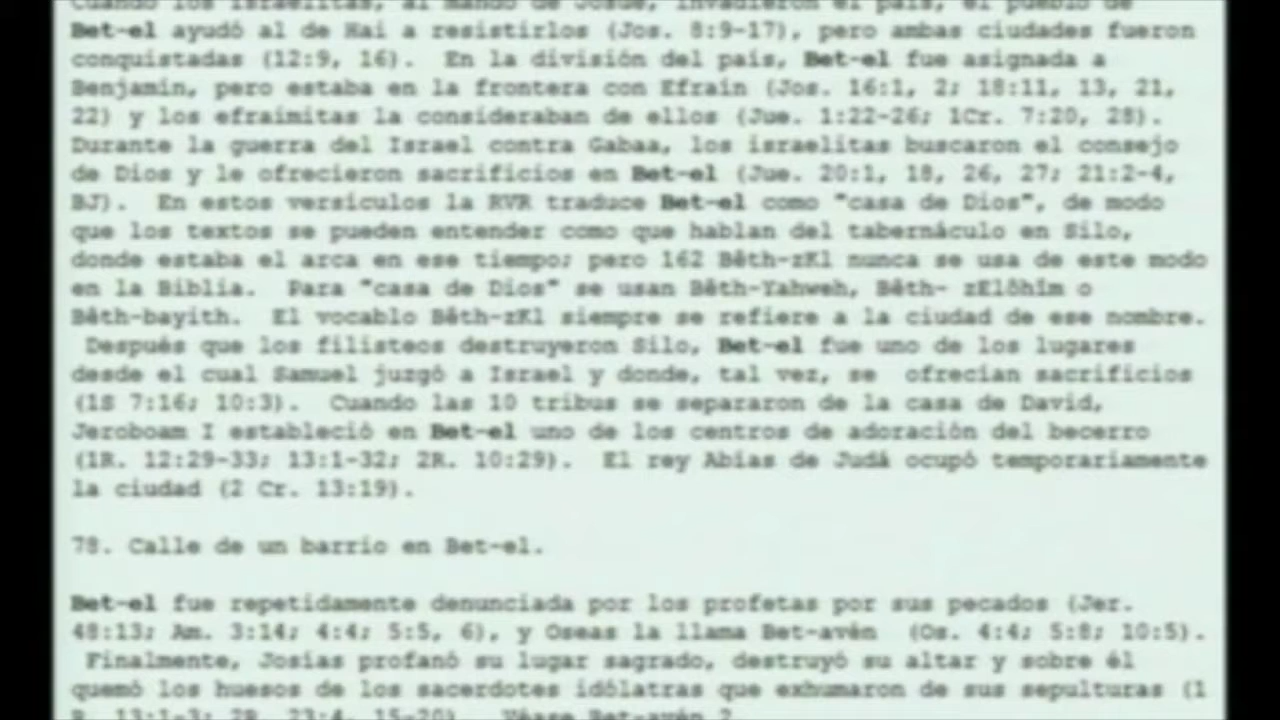 Cuando los israelitas, al mando de Josué, invadieron el país, el pueblo de
Bet-el ayudó al de Hai a resistirlos (Jos. 8:9-17), pero ambas ciudades fueron
conquistadas (12:9, 16).  En la división del país, Bet-el fue asignada a
Benjamín, pero estaba en la frontera con Efraín (Jos. 16:1, 2; 18:11, 13, 21,
22) y los efraimitas la consideraban de ellos (Jue. 1:22-26; 1Cr. 7:20, 28).
Durante la guerra del Israel contra Gabaa, los israelitas buscaron el consejo
de Dios y le ofrecieron sacrificios en Bet-el (Jue. 20:1, 18, 26, 27; 21:2-4,
BJ).  En estos versículos la RVR traduce Bet-el como "casa de Dios", de modo
que los textos se pueden entender como que hablan del tabernáculo en Silo,
donde estaba el arca en ese tiempo; pero 162 Bêth-zKl nunca se usa de este modo
en la Biblia.  Para "casa de Dios" se usan Bêth-Yahweh, Bêth- zElôhîm o
Bêth-bayith.  El vocablo Bêth-zKl siempre se refiere a la ciudad de ese nombre.
Después que los filisteos destruyeron Silo, Bet-el fue uno de los lugares
desde el cual Samuel juzgó a Israel y donde, tal vez, se  ofrecían sacrificios
(1S 7:16; 10:3).  Cuando las 10 tribus se separaron de la casa de David,
Jeroboam I estableció en Bet-el uno de los centros de adoración del becerro
(1R. 12:29-33; 13:1-32; 2R. 10:29).  El rey Abías de Judá ocupó temporariamente
la ciudad (2 Cr. 13:19).
78. Calle de un barrio en Bet-el.
Bet-el fue repetidamente denunciada por los profetas por sus pecados (Jer.
48:13; Am. 3:14; 4:4; 5:5, 6), y Oseas la llama Bet-avén  (Os. 4:4; 5:8; 10:5).
Finalmente, Josías profanó su lugar sagrado, destruyó su altar y sobre él
quemó los huesos de los sacerdotes idólatras que exhumaron de sus sepulturas (1
R. 13:1-3; 2R. 23:4, 15-20).  Véase Bet-avén 2.